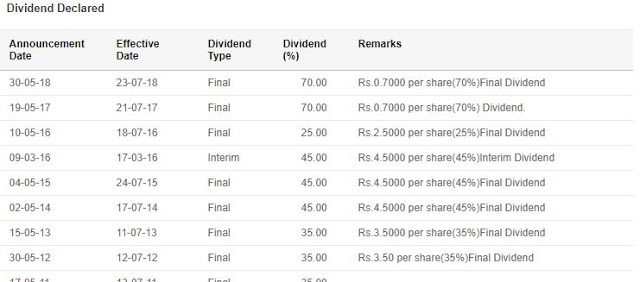 Dividend Declared
Announcement Date Effective Date Dividend Type Dividend (%) Remarks
30-05-18 23-07-18 Final 70.00 Rs.0.7000 per share(70%)Final Dividend
19-05-17 21-07-17 Final 70.00 Rs.0.7000 per share(70%) Dividend.
10-05-16 18-07-16 Final 25.00 Rs.2.5000 per share(25%)Final Dividend
09-03-16 17-03-16 Interim 45.00 Rs.4.5000 per share(45%)Interim Dividend
04-05-15 24-07-15 Final 45.00 Rs.4.5000 per share(45%)Final Dividend
02-05-14 17-07-14 Final 45.00 Rs.4.5000 per share(45%)Final Dividend
15-05-13 11-07-13 Final 35.00 Rs.3.5000 per share(35%)Final Dividend
30-05-12 12-07-12 Final 35.00 Rs.3.50 per share(35%)Final Dividend